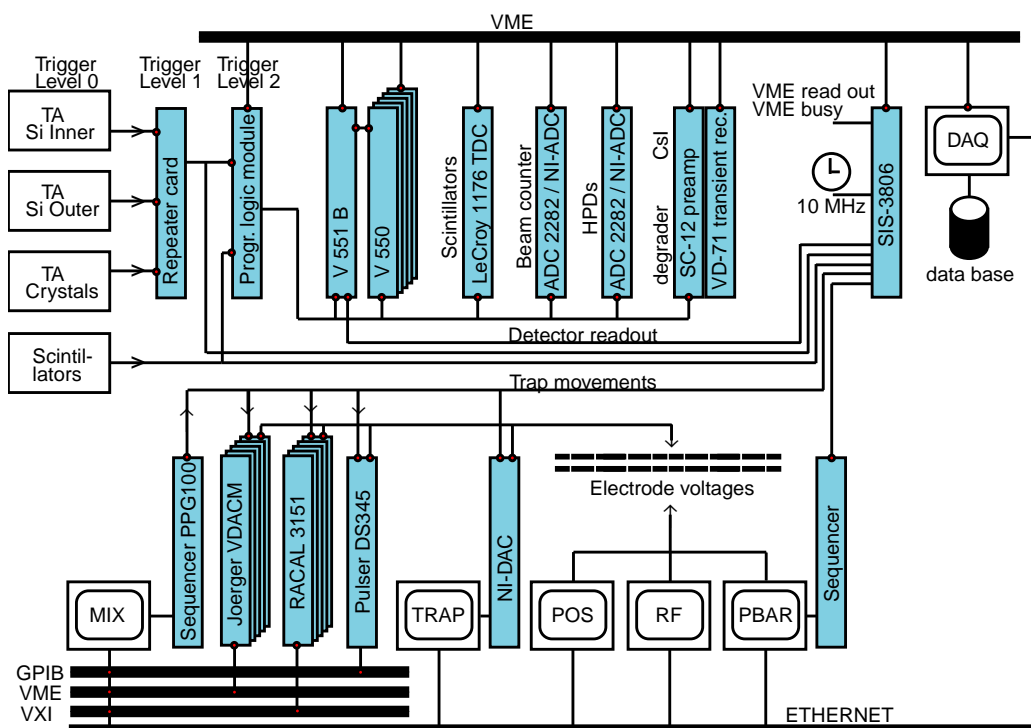 VME
Trigger
Level 0
Trigger
Level 1
Trigger
Level 2
TA
Si Inner
TA
Si Outer
TA
Crystals
Scintil-
lators
Repeater card
Progr. logic module
V 551 B
V 550
Scintillators
LeCroy 1176 TDC
Beam counter
ADC 2282 / NI-ADC
HPDs
ADC 2282 / NI-ADC
degrader CsI
SC-12 preamp
VD-71 transient rec.
VME read out
VME busy
10 MHz
SIS-3806
DAQ
data base
Detector readout
Trap movements
Sequencer PPG100
Joerger VDACM
RACAL 3151
Pulser DS345
NI-DAC
Electrode voltages
Sequencer
MIX
TRAP
POS
RF
PBAR
GPIB
VME
VXI
ETHERNET